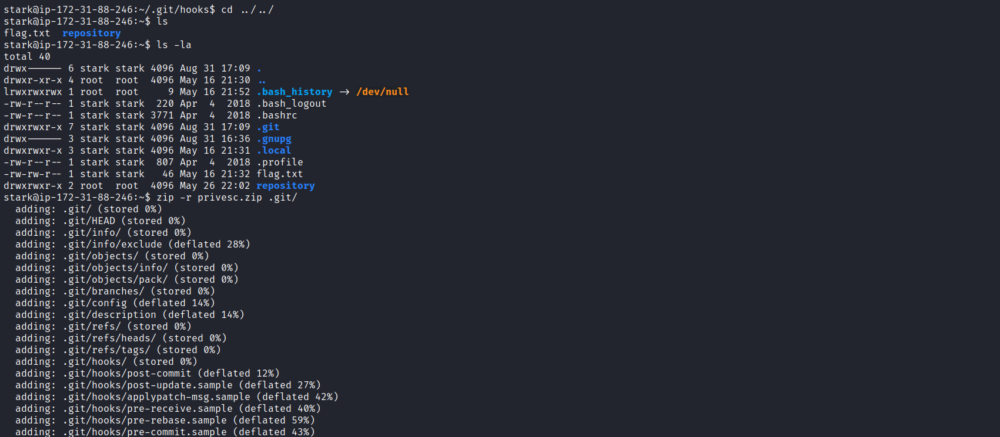 stark@ip-172-31-88-246:~/.git/hooks$ cd ../../
stark@ip-172-31-88-246:~$ ls
flag.txt  repository
stark@ip-172-31-88-246:~$ ls -la
total 40
drwx------ 6 stark stark 4096 Aug 31 17:09 .
drwxr-xr-x 4 root  root  4096 May 16 21:30 ..
lrwxrwxrwx 1 root  root     9 May 16 21:52 .bash_history -> /dev/null
-rw-r--r-- 1 stark stark  220 Apr  4  2018 .bash_logout
-rw-r--r-- 1 stark stark 3771 Apr  4  2018 .bashrc
drwxrwxr-x 7 stark stark 4096 Aug 31 17:09 .git
drwx------ 3 stark stark 4096 Aug 31 16:36 .gnupg
drwxrwxr-x 3 stark stark 4096 May 16 21:31 .local
-rw-r--r-- 1 stark stark  807 Apr  4  2018 .profile
-rw-rw-r-- 1 stark stark   46 May 16 21:32 flag.txt
drwxrwxr-x 2 root  root  4096 May 26 22:02 repository
stark@ip-172-31-88-246:~$ zip -r privesc.zip .git/
  adding: .git/ (stored 0%)
  adding: .git/HEAD (stored 0%)
  adding: .git/info/ (stored 0%)
  adding: .git/info/exclude (deflated 28%)
  adding: .git/objects/ (stored 0%)
  adding: .git/objects/info/ (stored 0%)
  adding: .git/objects/pack/ (stored 0%)
  adding: .git/branches/ (stored 0%)
  adding: .git/config (deflated 14%)
  adding: .git/description (deflated 14%)
  adding: .git/refs/ (stored 0%)
  adding: .git/refs/heads/ (stored 0%)
  adding: .git/refs/tags/ (stored 0%)
  adding: .git/hooks/ (stored 0%)
  adding: .git/hooks/post-commit (deflated 12%)
  adding: .git/hooks/post-update.sample (deflated 27%)
  adding: .git/hooks/applypatch-msg.sample (deflated 42%)
  adding: .git/hooks/pre-receive.sample (deflated 40%)
  adding: .git/hooks/pre-rebase.sample (deflated 59%)
  adding: .git/hooks/pre-commit.sample (deflated 43%)